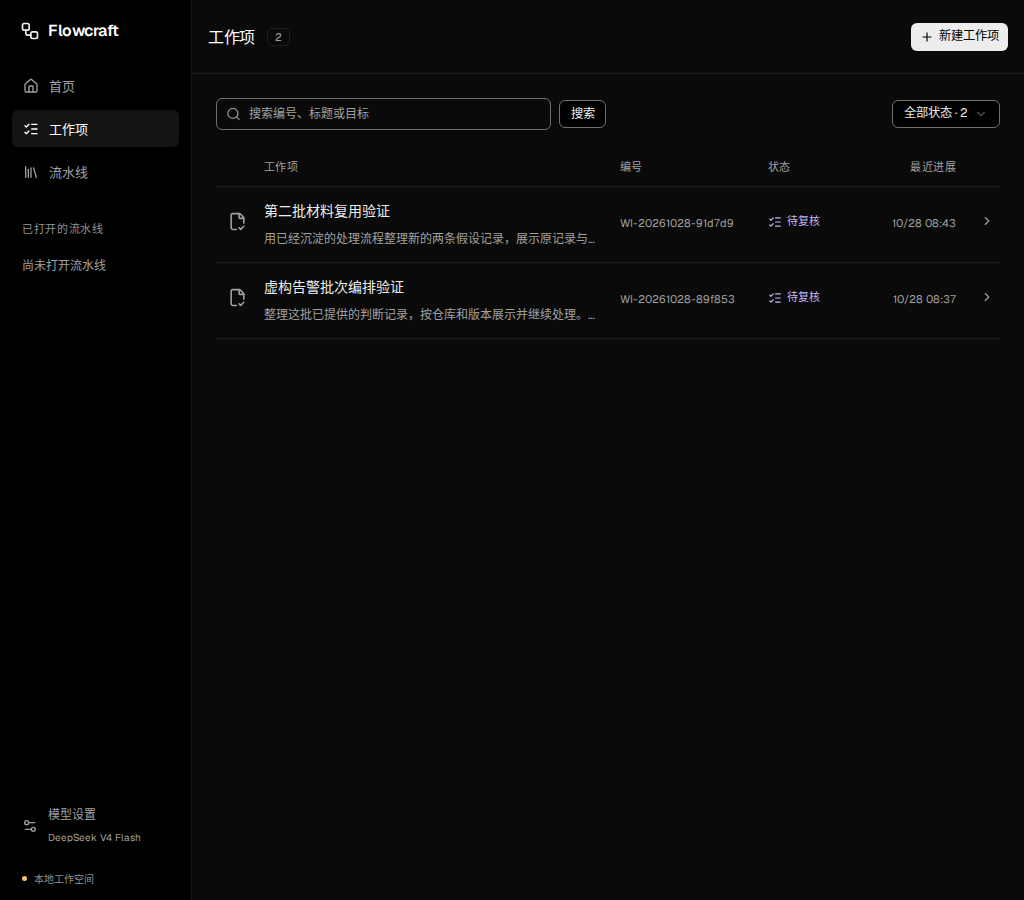 Flowcraft
首页
工作项
流水线
已打开的流水线
尚未打开流水线
模型设置
DeepSeek V4 Flash
本地工作空间
工作项 2
新建工作项
搜索编号、标题或目标
搜索
全部状态 · 2
工作项 编号 状态 最近进展
第二批材料复用验证
用已经沉淀的处理流程整理新的两条假设记录，展示原记录与…
WI-20261028-91d7d9 待复核 10/28 08:43
虚构告警批次编排验证
整理这批已提供的判断记录，按仓库和版本展示并继续处理。…
WI-20261028-89f853 待复核 10/28 08:37